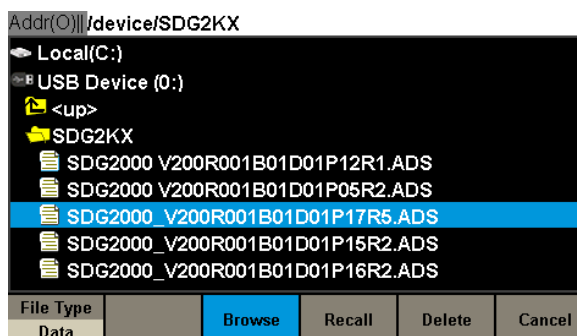 Addr(O) /device/SDG2KX
Local(C:)
USB Device (0:)
<up>
SDG2KX
SDG2000 V200R001B01D01P12R1.ADS
SDG2000 V200R001B01D01P05R2.ADS
SDG2000_V200R001B01D01P17R5.ADS
SDG2000_V200R001B01D01P15R2.ADS
SDG2000_V200R001B01D01P16R2.ADS
File Type Browse Recall Delete Cancel
Data